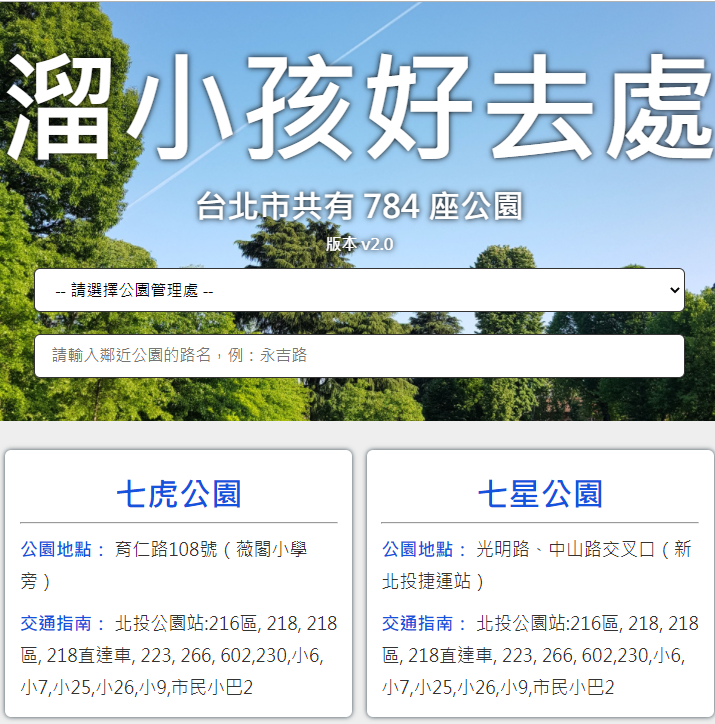 溜小孩好去處
台北市共有 784 座公園
版本 v2.0
-- 請選擇公園管理處 --
請輸入鄰近公園的路名，例：永吉路
七虎公園
公園地點： 育仁路108號（薇閣小學
旁）
交通指南： 北投公園站:216區, 218, 218
區, 218直達車, 223, 266, 602,230,小6,
小7,小25,小26,小9,市民小巴2
七星公園
公園地點： 光明路、中山路交叉口（新
北投捷運站）
交通指南： 北投公園站:216區, 218, 218
區, 218直達車, 223, 266, 602,230,小6,
小7,小25,小26,小9,市民小巴2